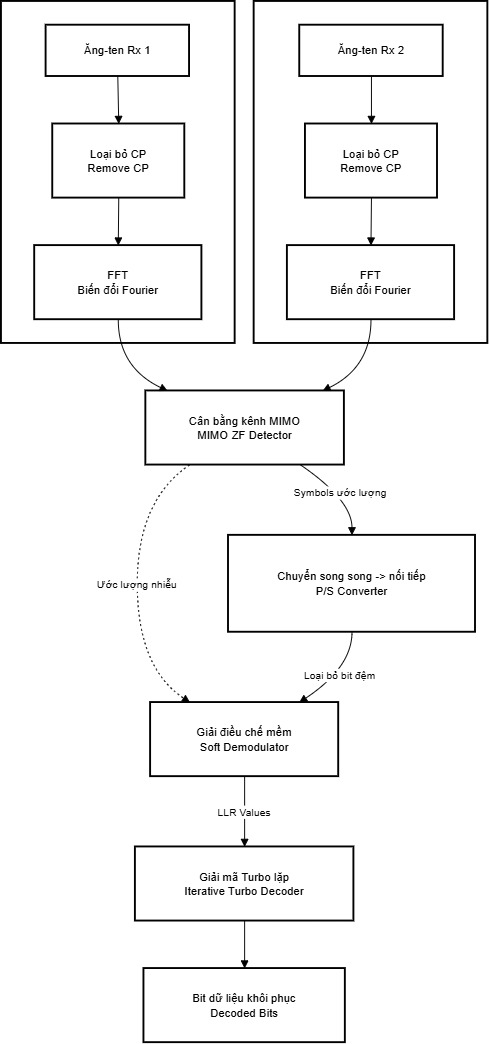 Ăng-ten Rx 1
Loại bỏ CP
Remove CP
FFT
Biến đổi Fourier
Ăng-ten Rx 2
Loại bỏ CP
Remove CP
FFT
Biến đổi Fourier
Cân bằng kênh MIMO
MIMO ZF Detector
Symbols ước lượng
Chuyển song song -> nối tiếp
P/S Converter
Ước lượng nhiễu
Loại bỏ bit đệm
Giải điều chế mềm
Soft Demodulator
LLR Values
Giải mã Turbo lặp
Iterative Turbo Decoder
Bit dữ liệu khôi phục
Decoded Bits